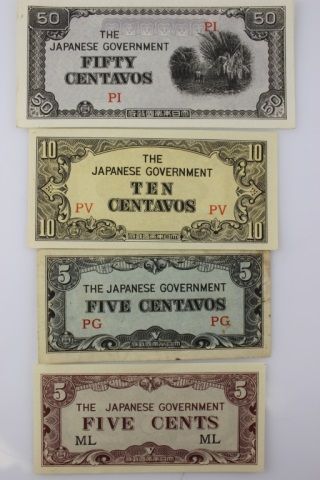 50 50
PI
THE
JAPANESE GOVERNMENT
FIFTY
CENTAVOS
PI
50 50
10 10
THE
JAPANESE GOVERNMENT
TEN
PV CENTAVOS PV
10 10
5 5
THE JAPANESE GOVERNMENT
FIVE CENTAVOS
PG PG
5 5
THE JAPANESE GOVERNMENT
FIVE CENTS
ML ML